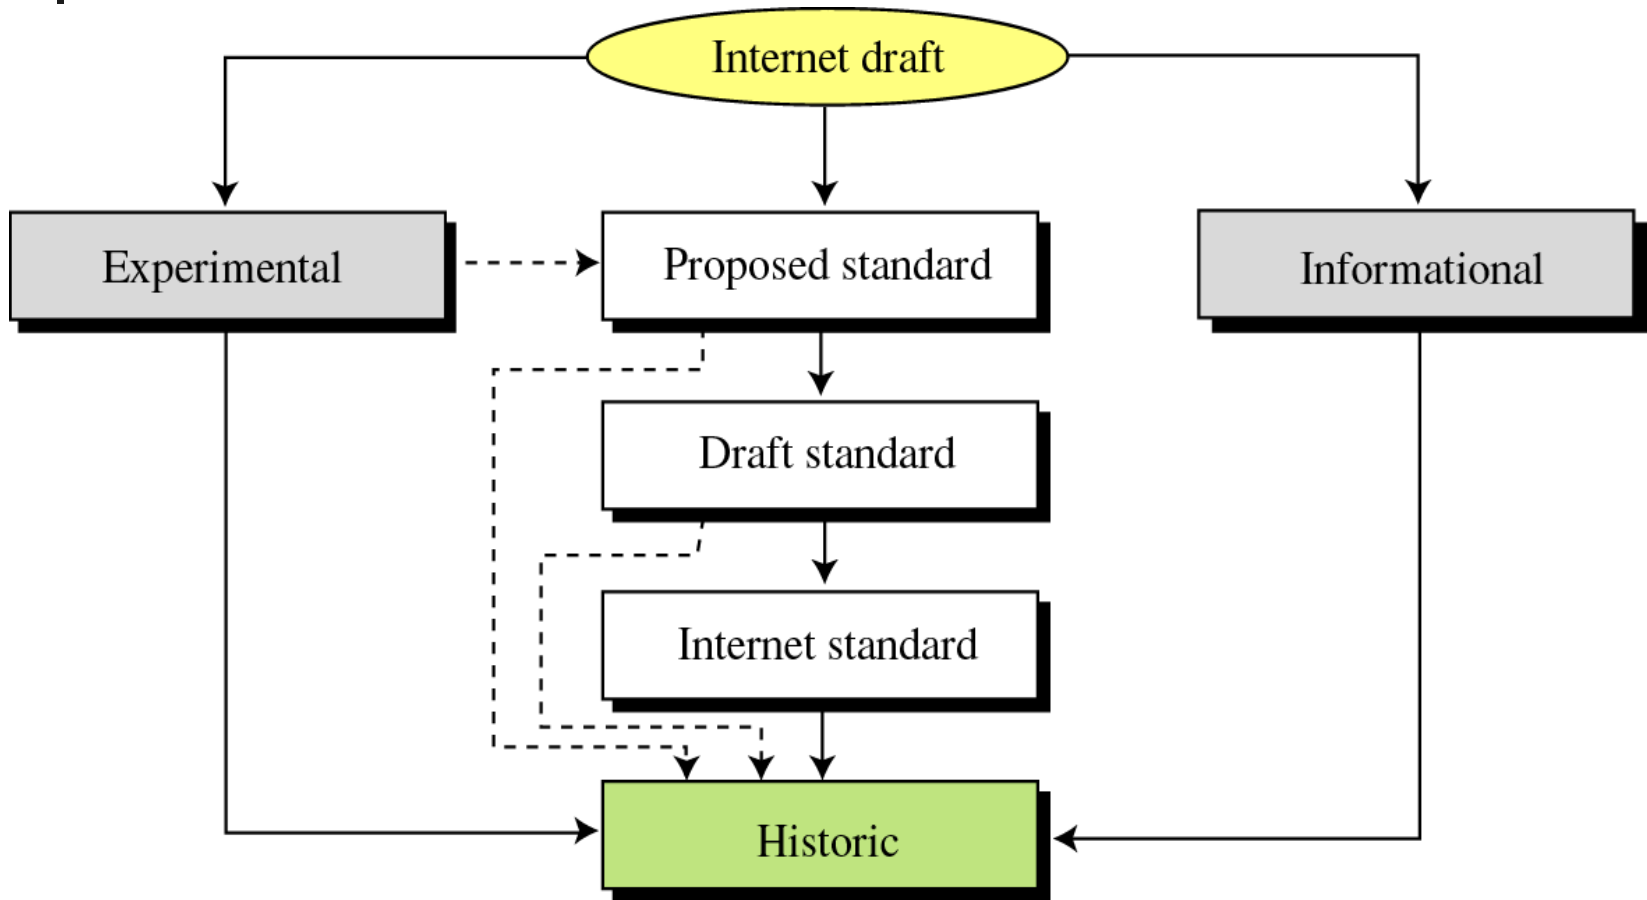 Internet draft
Experimental
Proposed standard
Informational
Draft standard
Internet standard
Historic